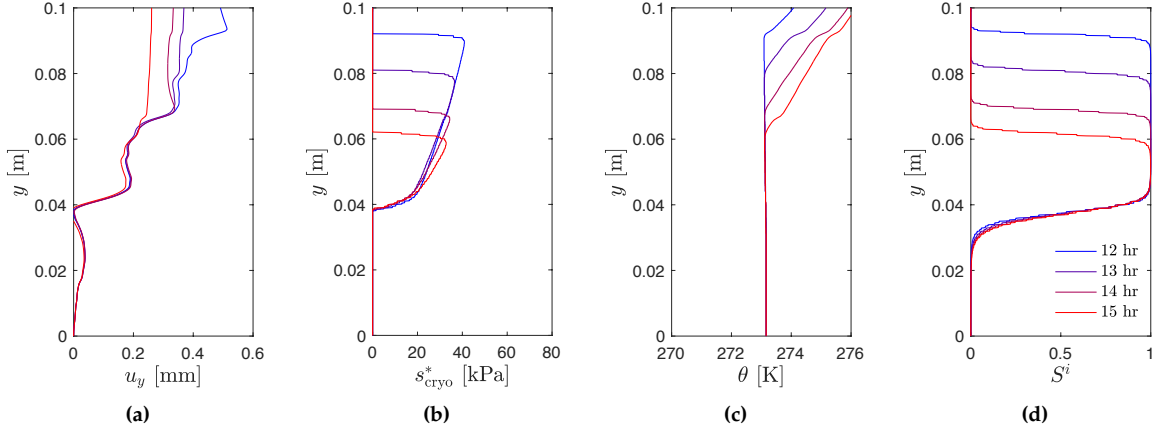 0.1
0.08
0.06
0.04
0.02
0
y [m]
0 0.2 0.4 0.6
u_y [mm]
(a)
0.1
0.08
0.06
0.04
0.02
0
y [m]
0 20 40 60 80
s*_cryo [kPa]
(b)
0.1
0.08
0.06
0.04
0.02
0
y [m]
270 272 274 276
θ [K]
(c)
0.1
0.08
0.06
0.04
0.02
0
y [m]
0 0.5 1
S^i
12 hr
13 hr
14 hr
15 hr
(d)